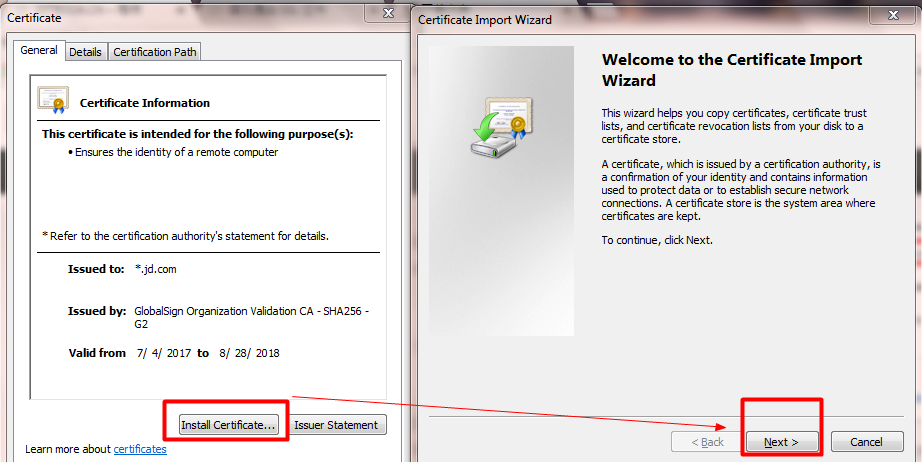 Certificate
General
Details
Certification Path
Certificate Information
This certificate is intended for the following purpose(s):
• Ensures the identity of a remote computer
* Refer to the certification authority's statement for details.
Issued to: *.jd.com
Issued by: GlobalSign Organization Validation CA - SHA256 -
G2
Valid from 7/ 4/ 2017 to 8/ 28/ 2018
Install Certificate...
Issuer Statement
Learn more about certificates
Certificate Import Wizard
Welcome to the Certificate Import
Wizard
This wizard helps you copy certificates, certificate trust
lists, and certificate revocation lists from your disk to a
certificate store.
A certificate, which is issued by a certification authority, is
a confirmation of your identity and contains information
used to protect data or to establish secure network
connections. A certificate store is the system area where
certificates are kept.
To continue, click Next.
< Back
Next >
Cancel